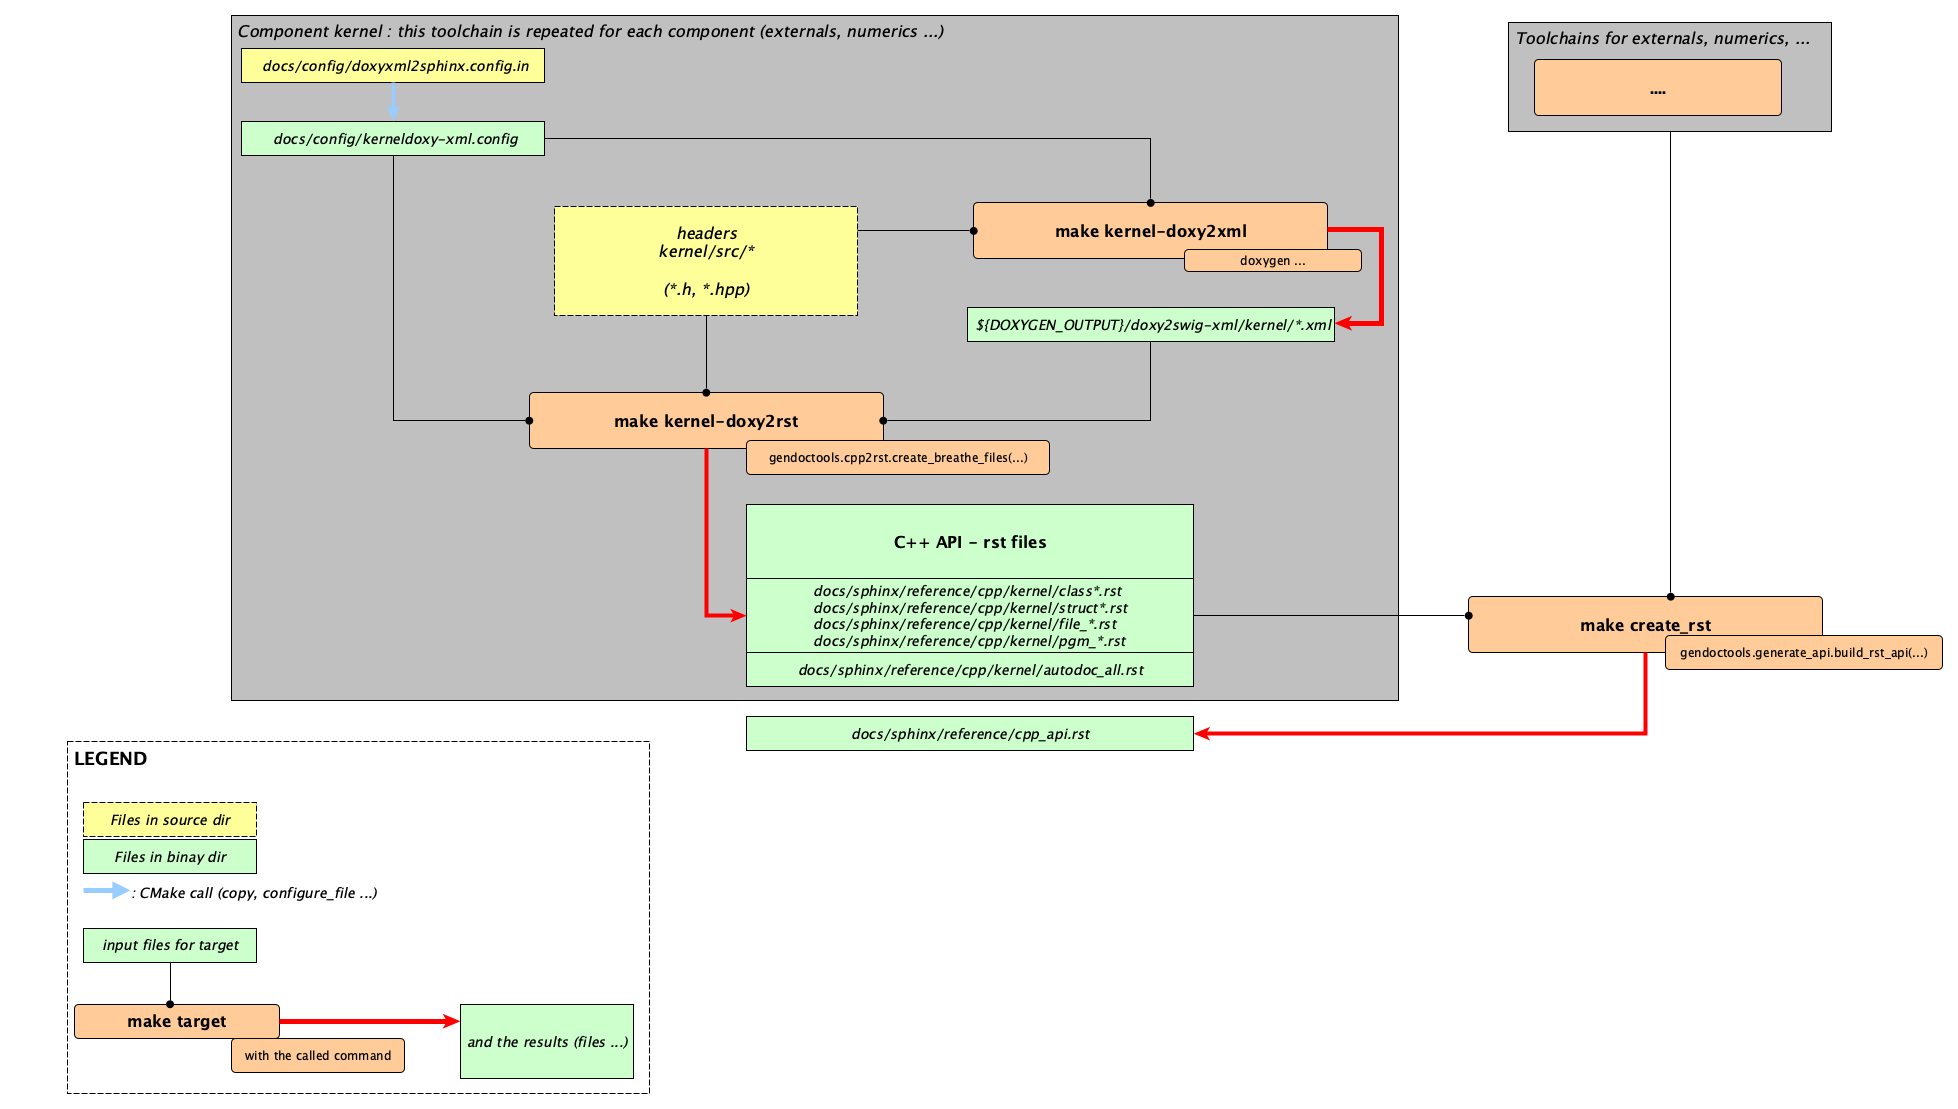 Component kernel : this toolchain is repeated for each component (externals, numerics ...)
docs/config/doxyxml2sphinx.config.in
docs/config/kerneldoxy-xml.config
headers
kernel/src/*
(*.h, *.hpp)
make kernel-doxy2xml
doxygen ...
${DOXYGEN_OUTPUT}/doxy2swig-xml/kernel/*.xml
make kernel-doxy2rst
gendoctools.cpp2rst.create_breathe_files(...)
C++ API - rst files
docs/sphinx/reference/cpp/kernel/class*.rst
docs/sphinx/reference/cpp/kernel/struct*.rst
docs/sphinx/reference/cpp/kernel/file_*.rst
docs/sphinx/reference/cpp/kernel/pgm_*.rst
docs/sphinx/reference/cpp/kernel/autodoc_all.rst
Toolchains for externals, numerics, ...
....
make create_rst
gendoctools.generate_api.build_rst_api(...)
docs/sphinx/reference/cpp_api.rst
LEGEND
Files in source dir
Files in binay dir
: CMake call (copy, configure_file ...)
input files for target
make target
with the called command
and the results (files ...)